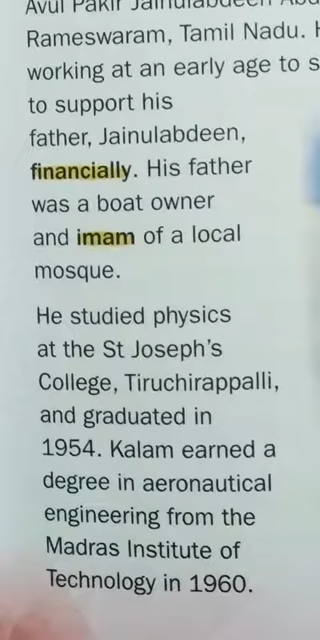 Avul Pakir Jainulabdeen
Rameswaram, Tamil Nadu.
working at an early age to
to support his
father, Jainulabdeen,
financially. His father
was a boat owner
and imam of a local
mosque.
He studied physics
at the St Joseph's
College, Tiruchirappalli,
and graduated in
1954. Kalam earned a
degree in aeronautical
engineering from the
Madras Institute of
Technology in 1960.